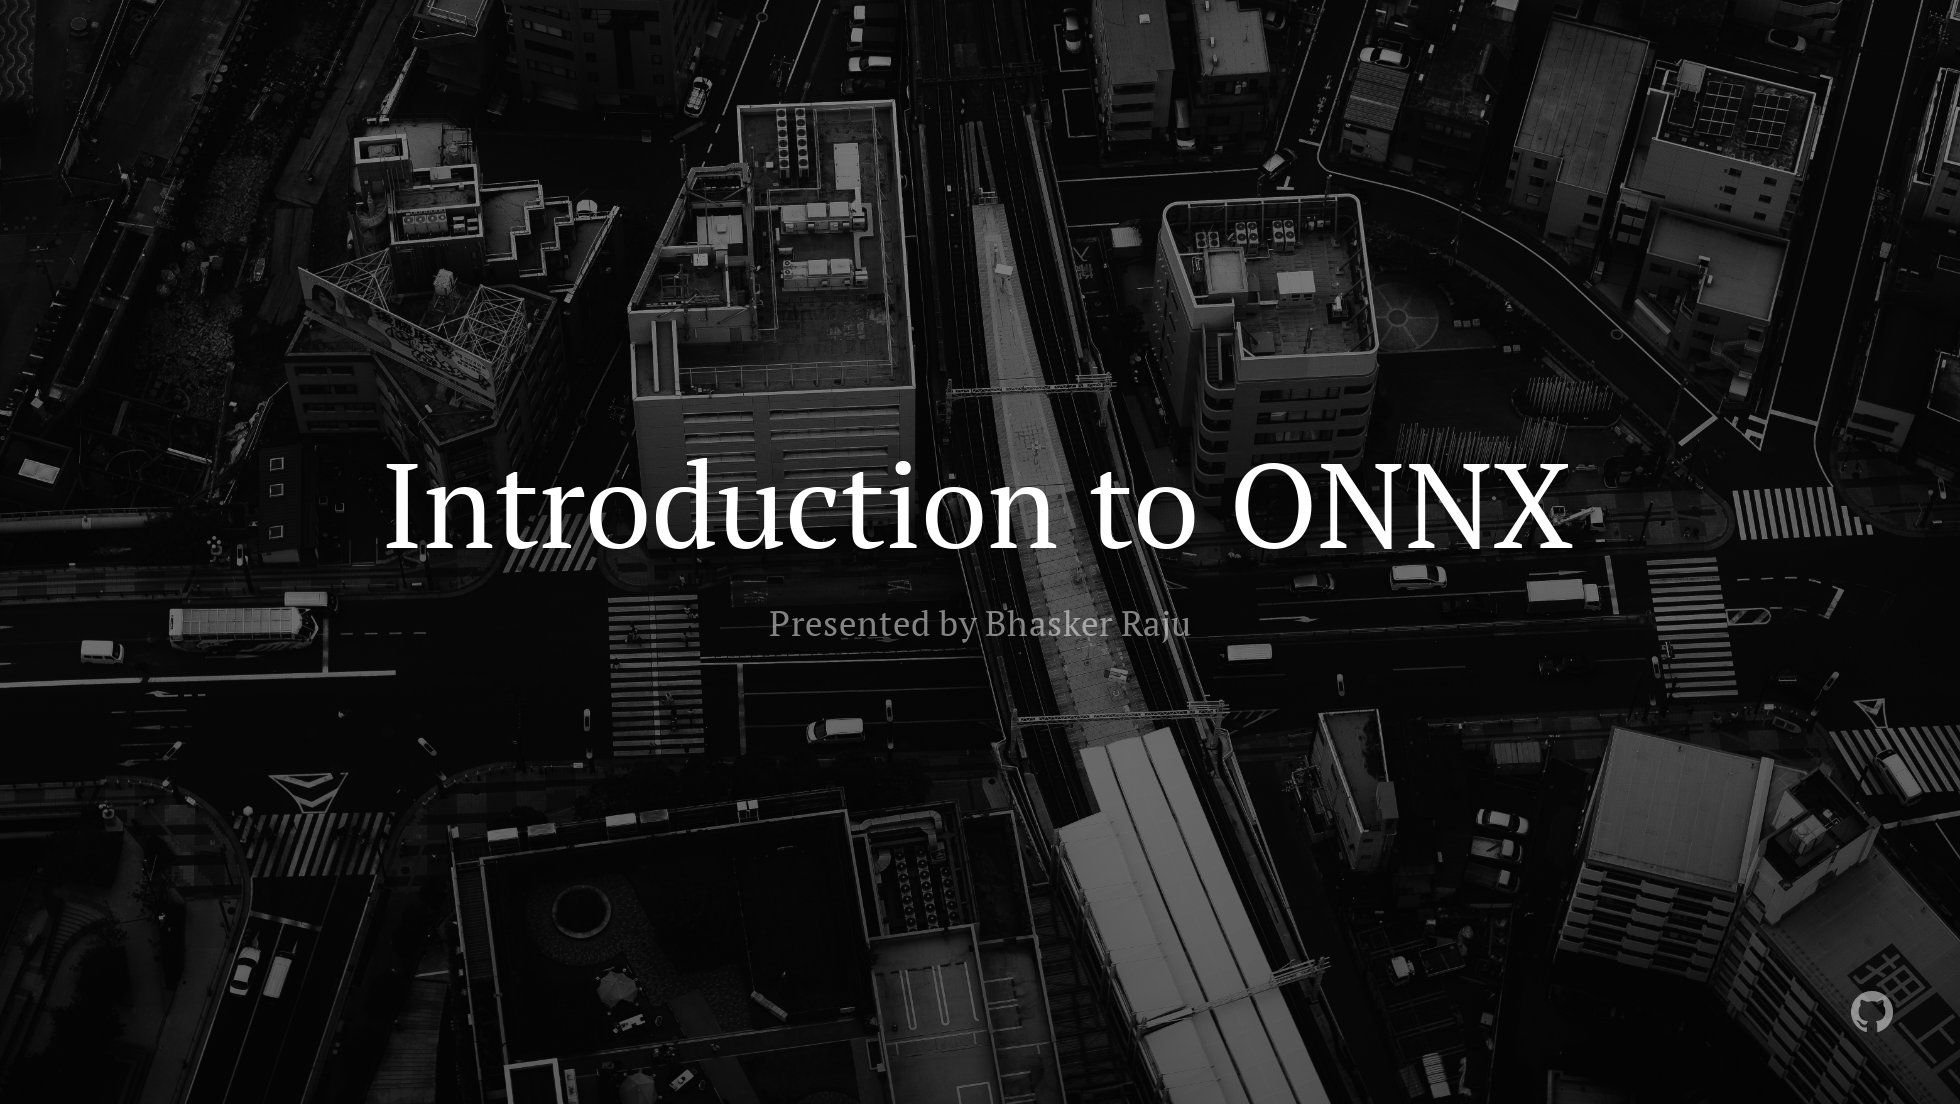 Introduction to ONNX
Presented by Bhasker Raju